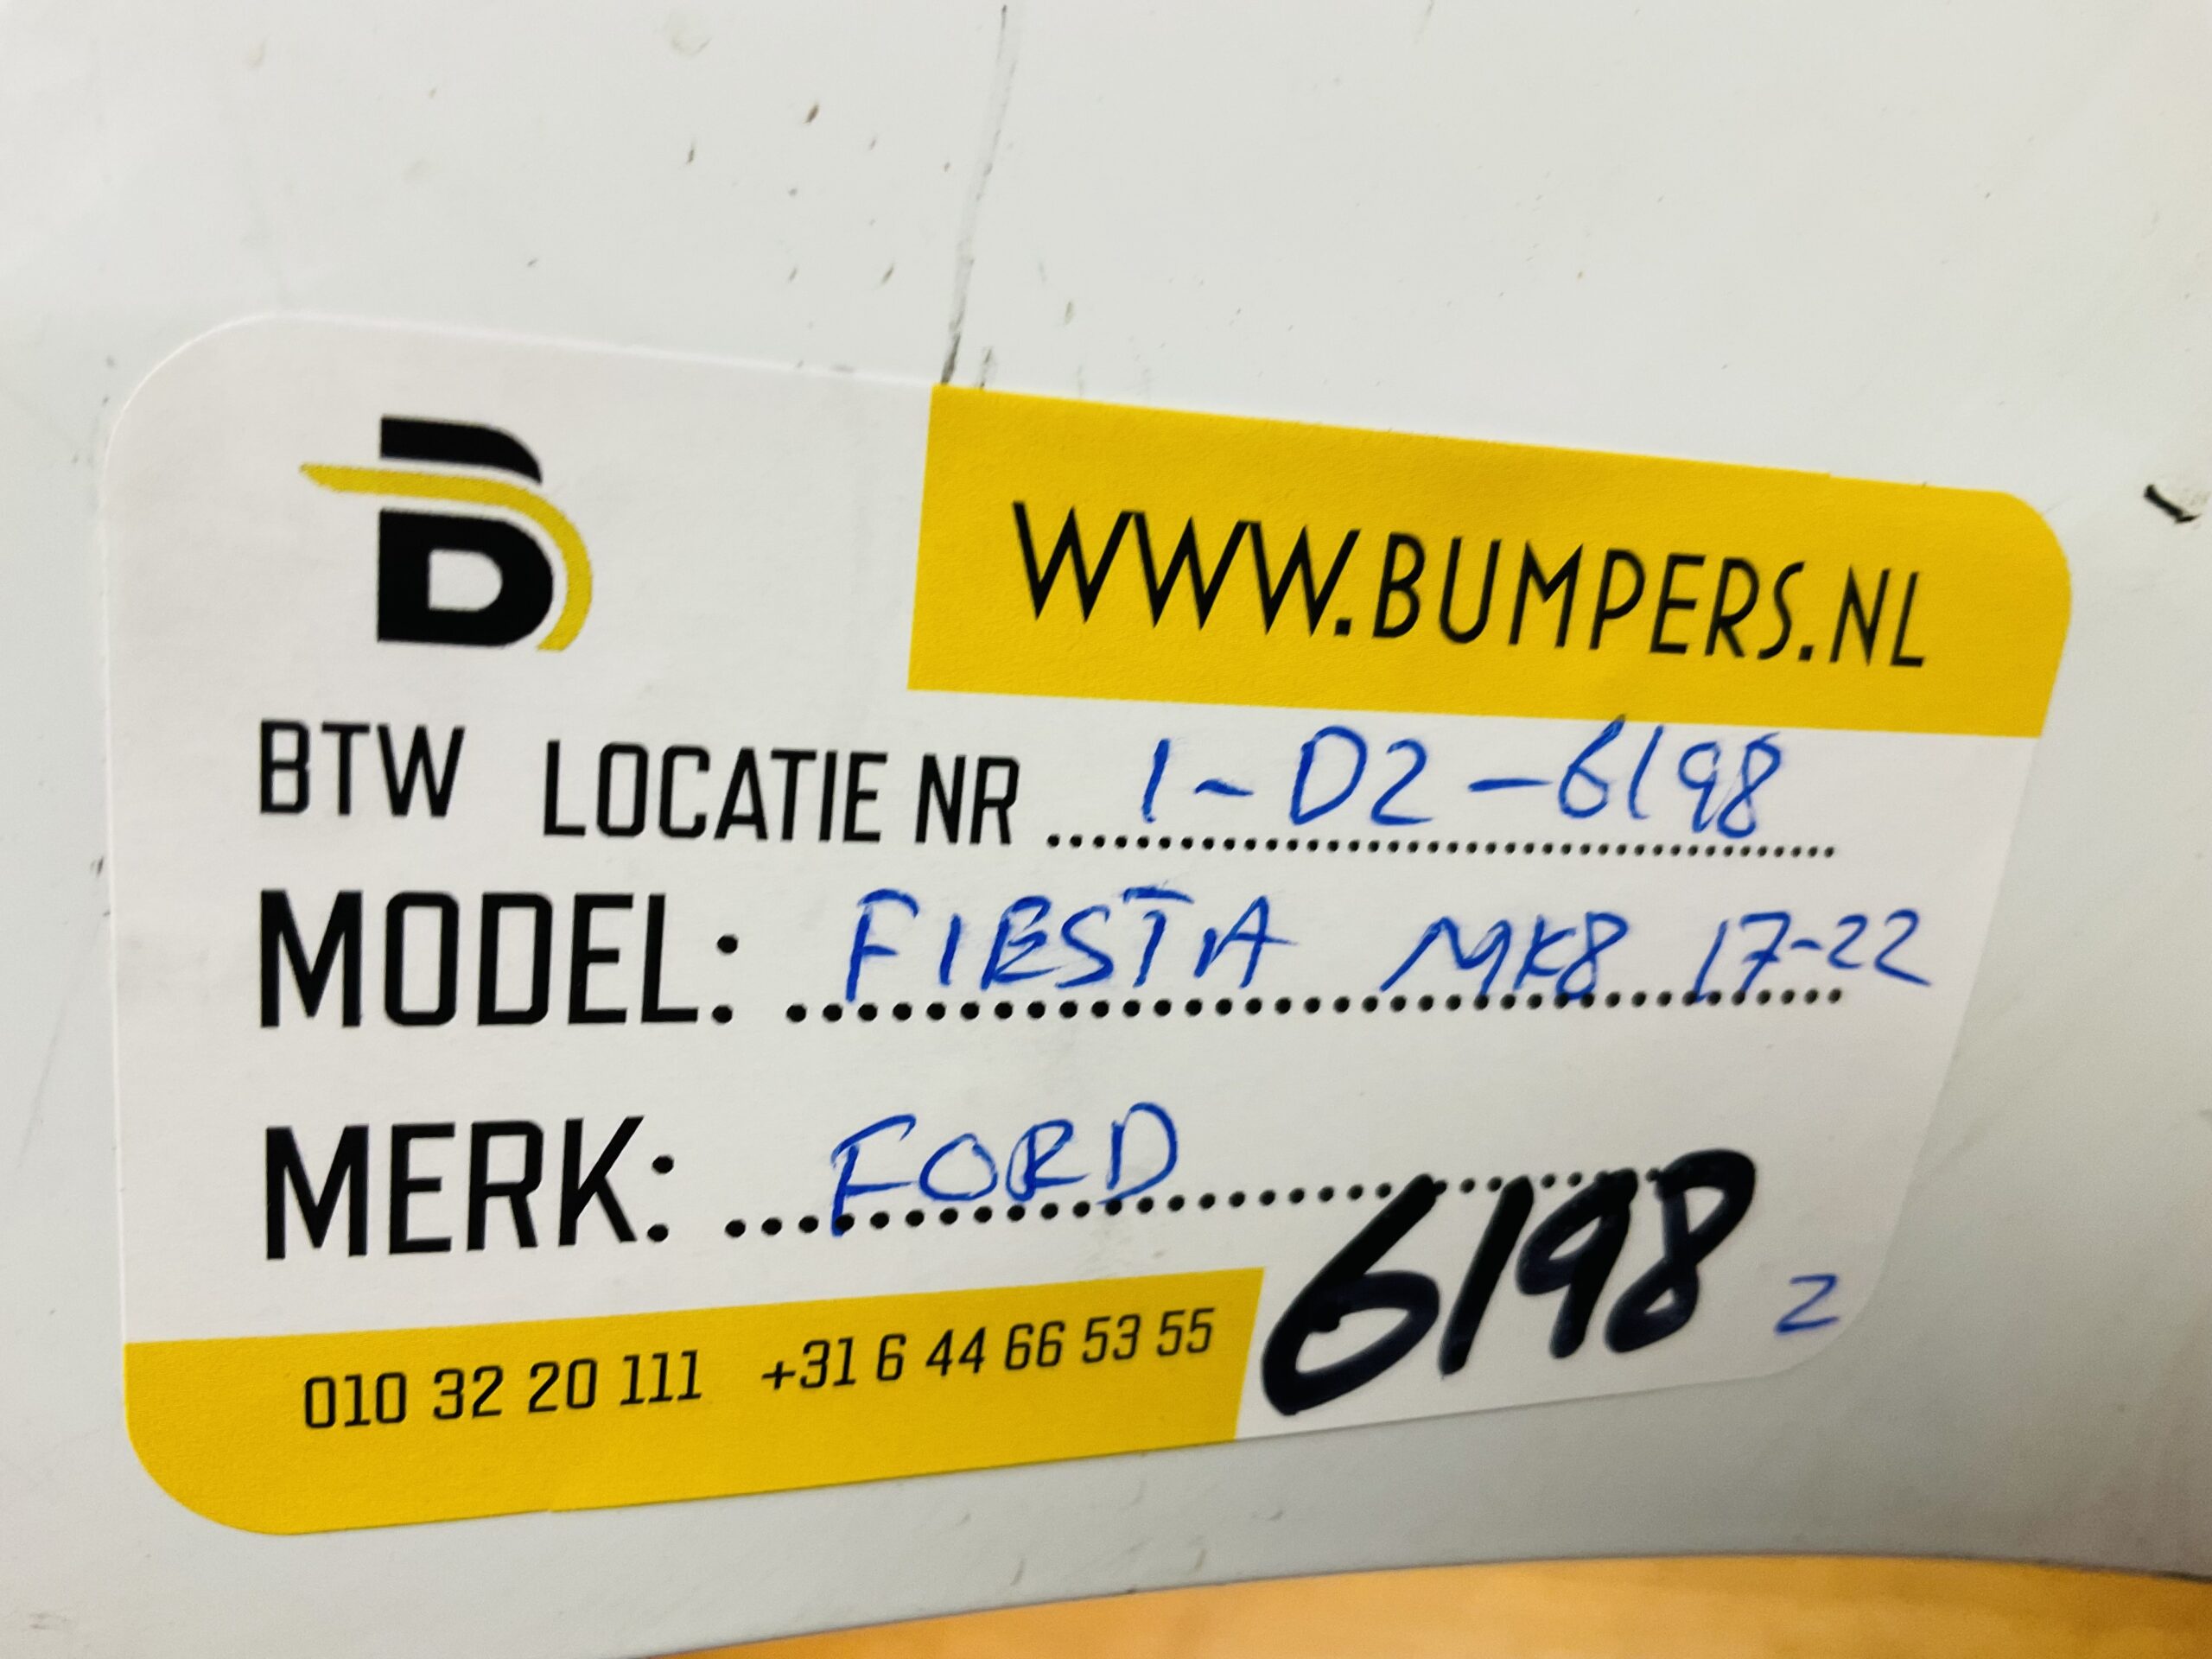 B
WWW.BUMPERS.NL
BTW LOCATIE NR 1-D2-6198
MODEL: FIESTA MK8 17-22
MERK: FORD
6198 2
010 32 20 111 +31 6 44 66 53 55